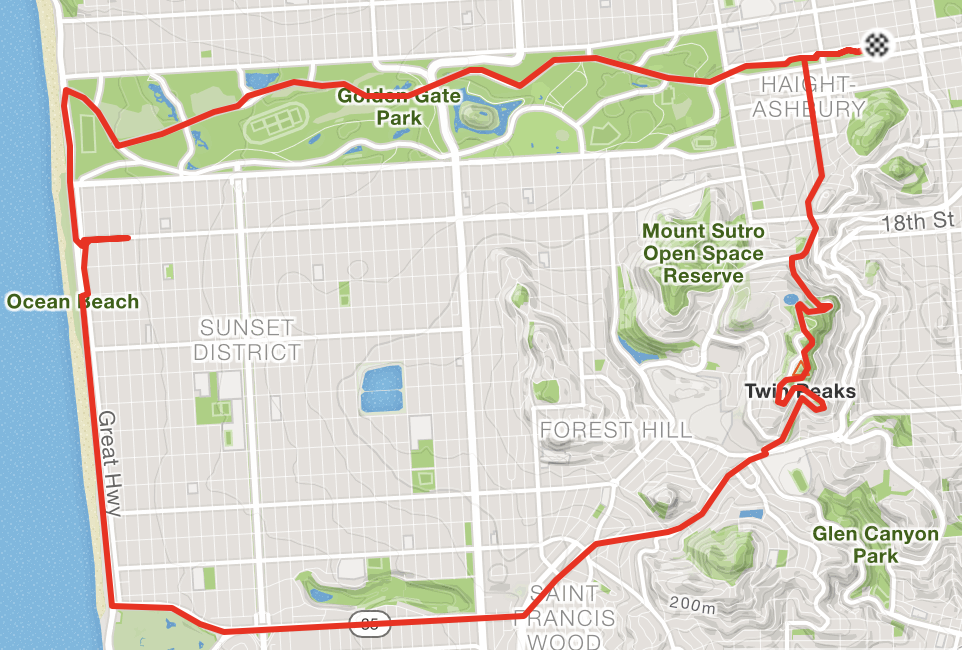 HAIGHT-
ASHBURY
Golden Gate
Park
18th St
Mount Sutro
Open Space
Reserve
Ocean Beach
SUNSET
DISTRICT
Twin Peaks
Great Hwy
FOREST HILL
Glen Canyon
Park
SAINT
FRANCIS
WOOD
200m
35